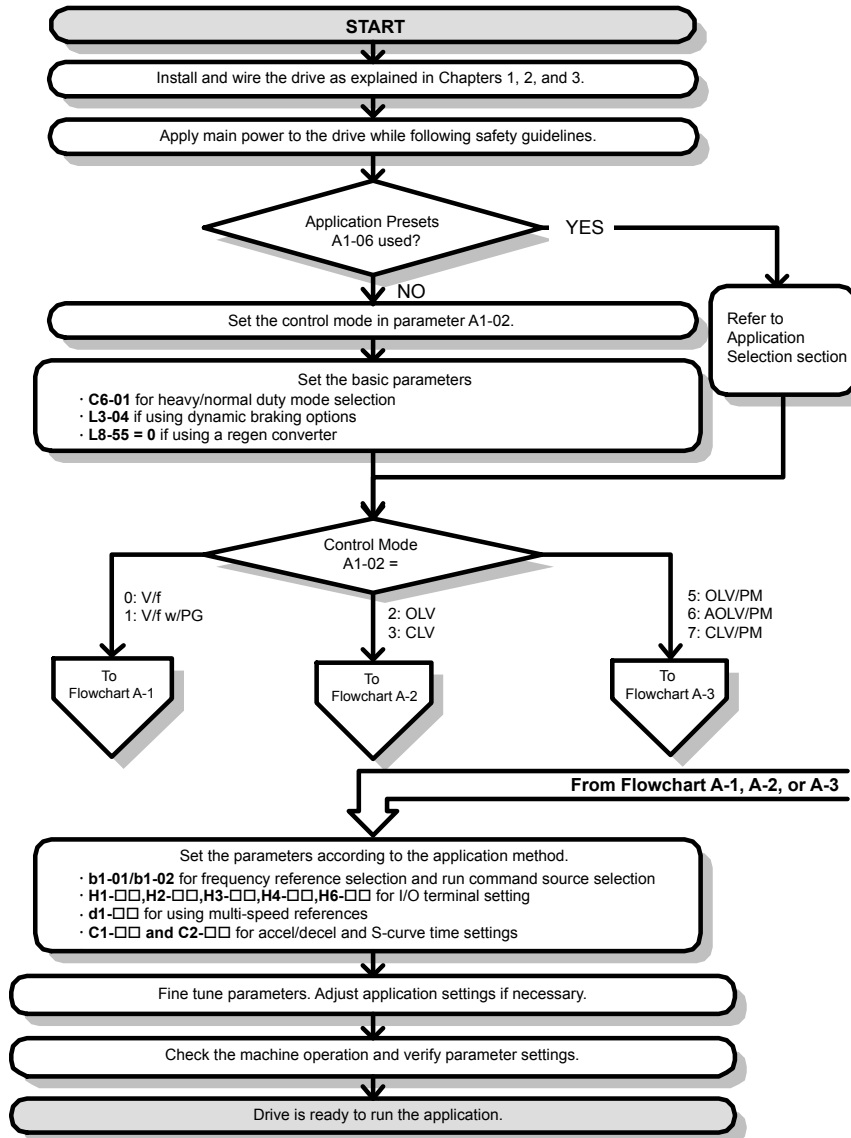 START
Install and wire the drive as explained in Chapters 1, 2, and 3.
Apply main power to the drive while following safety guidelines.
Application Presets
A1-06 used?
YES
NO
Set the control mode in parameter A1-02.
Refer to
Application
Selection section
Set the basic parameters
· C6-01 for heavy/normal duty mode selection
· L3-04 if using dynamic braking options
· L8-55 = 0 if using a regen converter
Control Mode
A1-02 =
0: V/f
1: V/f w/PG
2: OLV
3: CLV
5: OLV/PM
6: AOLV/PM
7: CLV/PM
To
Flowchart A-1
To
Flowchart A-2
To
Flowchart A-3
From Flowchart A-1, A-2, or A-3
Set the parameters according to the application method.
· b1-01/b1-02 for frequency reference selection and run command source selection
· H1-□□,H2-□□,H3-□□,H4-□□,H6-□□ for I/O terminal setting
· d1-□□ for using multi-speed references
· C1-□□ and C2-□□ for accel/decel and S-curve time settings
Fine tune parameters. Adjust application settings if necessary.
Check the machine operation and verify parameter settings.
Drive is ready to run the application.